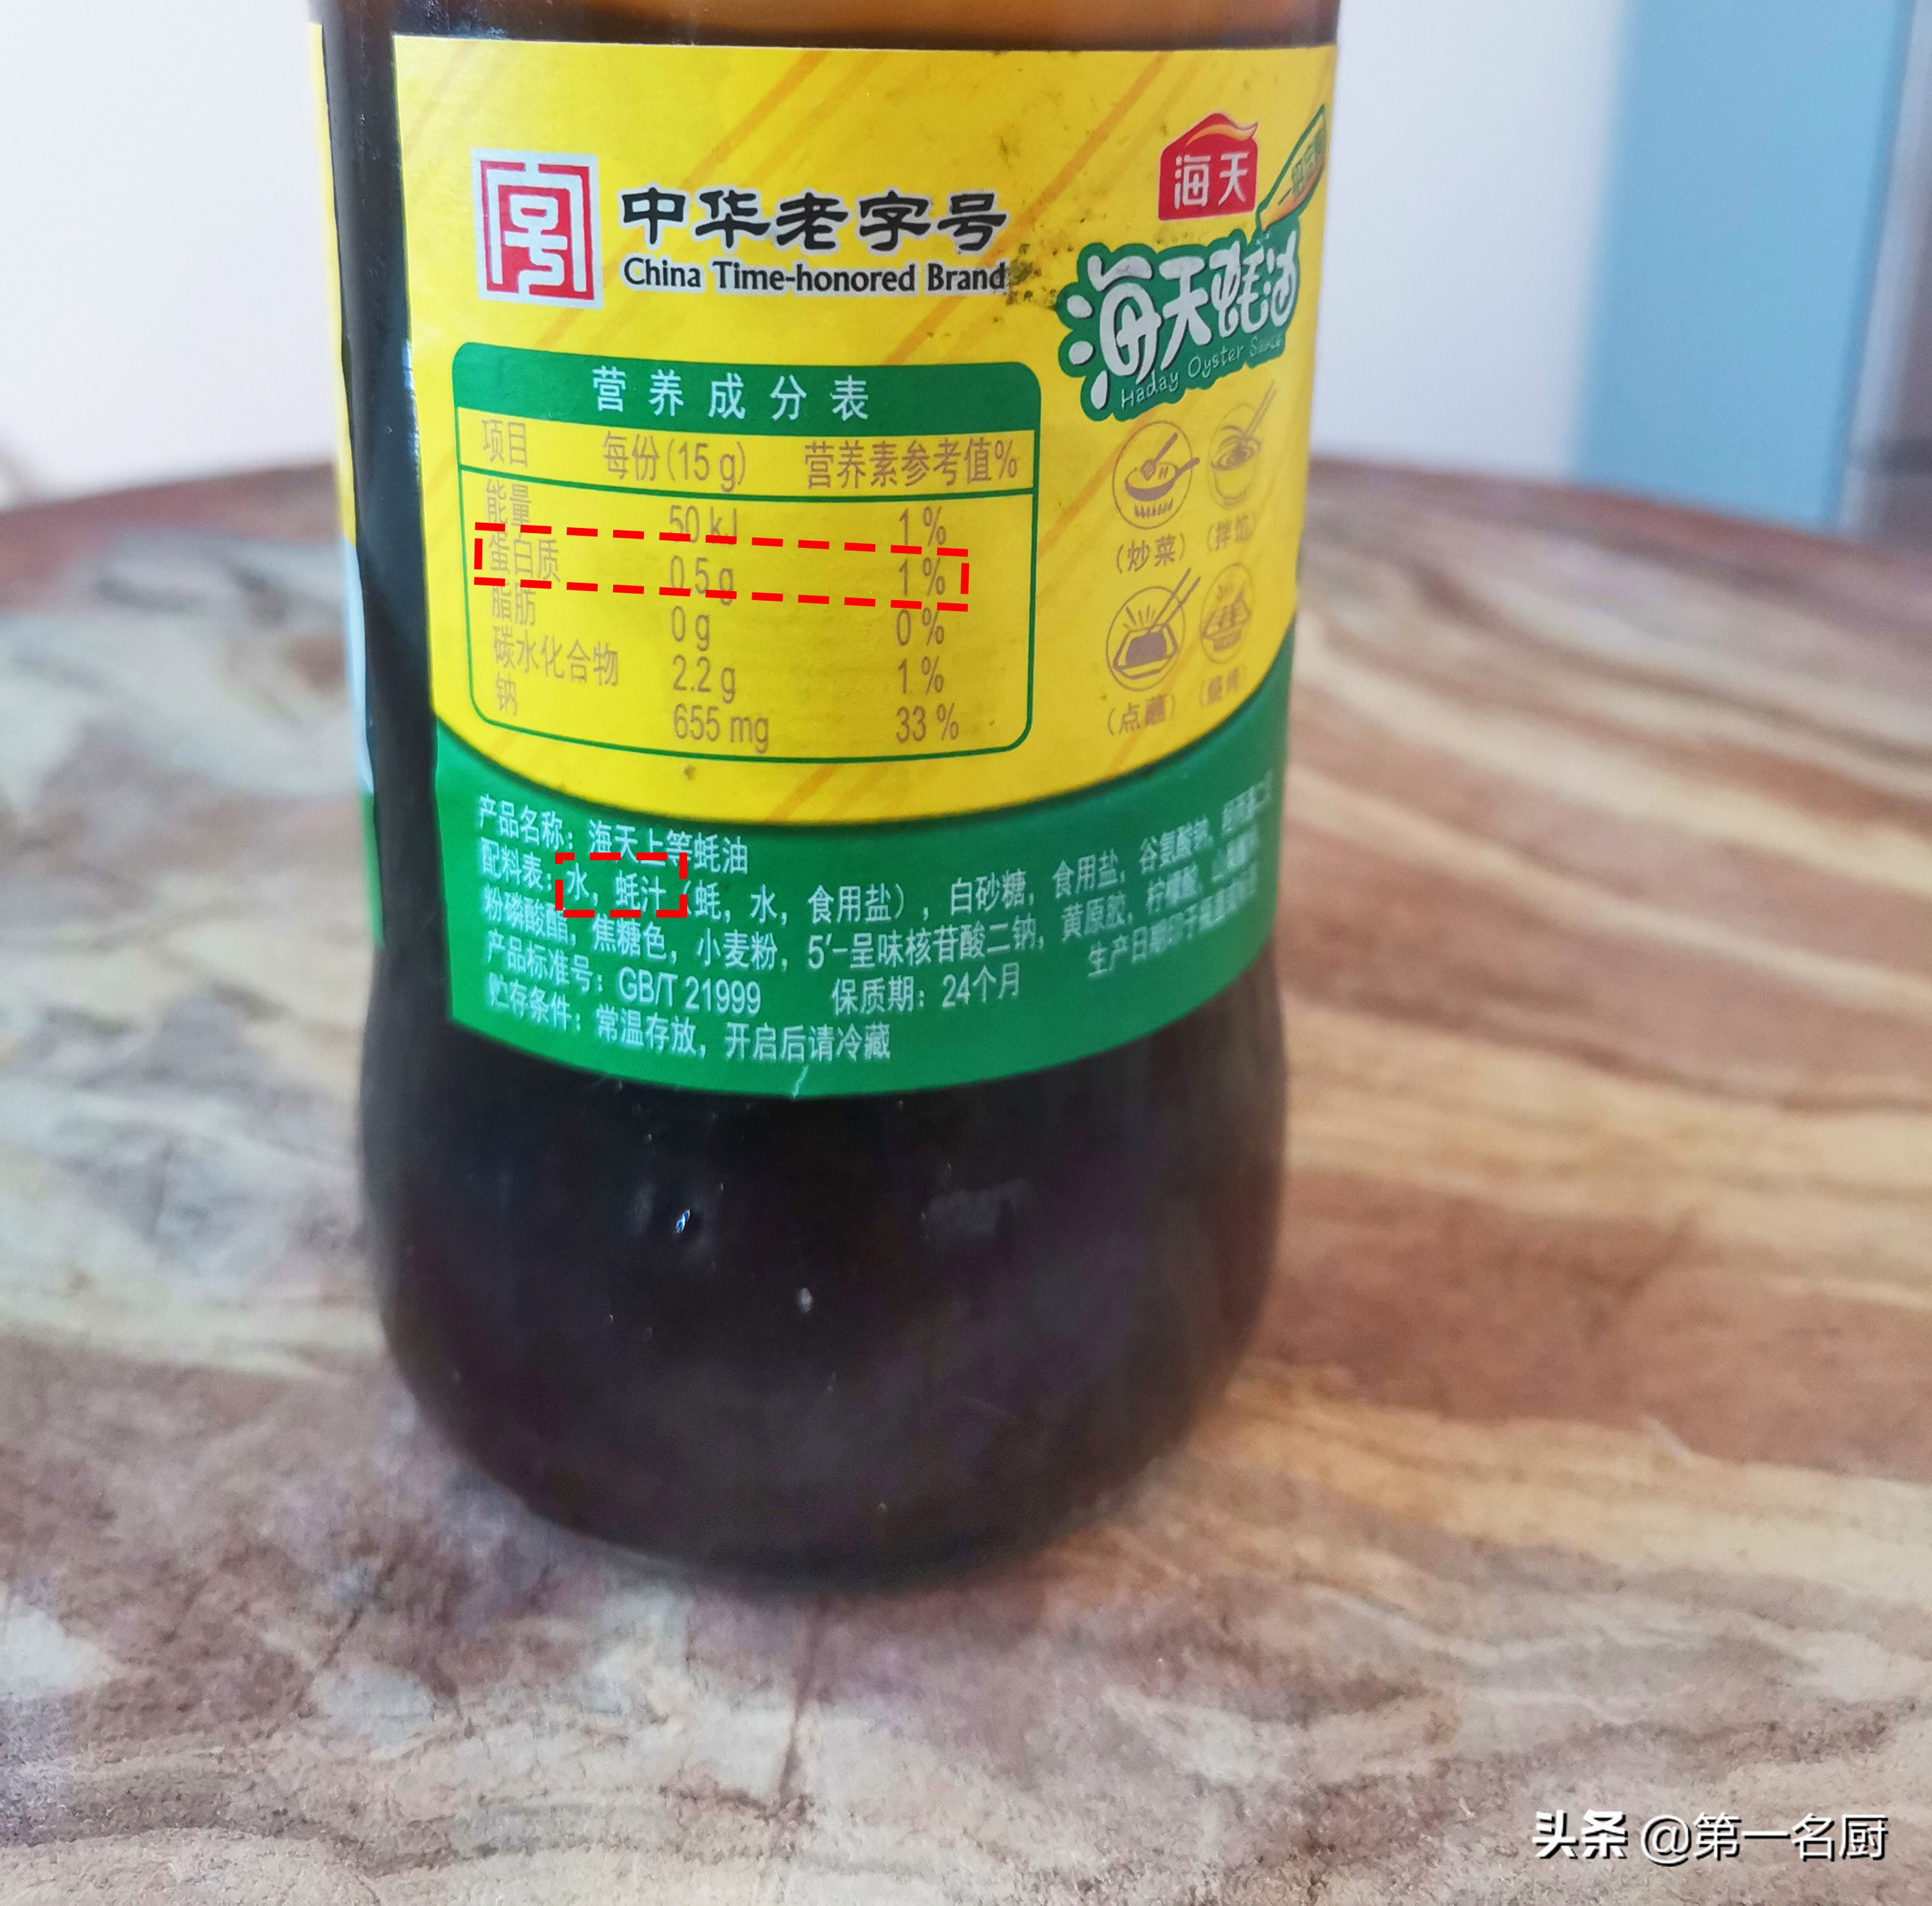 中华老字号
China Time-honored Brand
海天
海天蚝油
Haday Oyster Sauce
营养成分表
项目 每份(15 g) 营养素参考值%
能量 50 kJ 1 %
蛋白质 0.5 g 1 %
脂肪 0 g 0 %
碳水化合物 2.2 g 1 %
钠 655 mg 33 %
(炒菜) (拌馅)
(点蘸) (烧烤)
产品名称：海天上等蚝油
配料表：水，蚝汁（蚝，水，食用盐），白砂糖，食用盐，谷氨酸钠，
粉磷酸酯，焦糖色，小麦粉，5′-呈味核苷酸二钠，黄原胶，柠檬酸，
产品标准号：GB/T 21999 保质期：24个月 生产日期
贮存条件：常温存放，开启后请冷藏
头条 @第一名厨